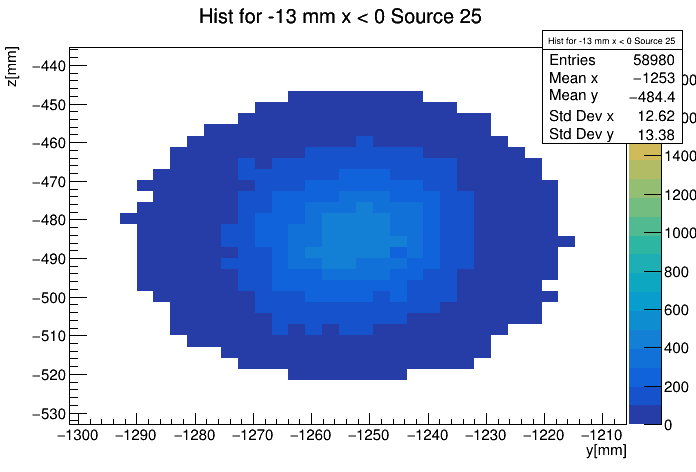 Hist for -13 mm x < 0 Source 25
z[mm]
Hist for -13 mm x < 0 Source 25
Entries 58980
Mean x −1253
Mean y −484.4
Std Dev x 12.62
Std Dev y 13.38
−440
−450
−460
−470
−480
−490
−500
−510
−520
−530
1400
1200
1000
800
600
400
200
0
−1300 −1290 −1280 −1270 −1260 −1250 −1240 −1230 −1220 −1210
y[mm]